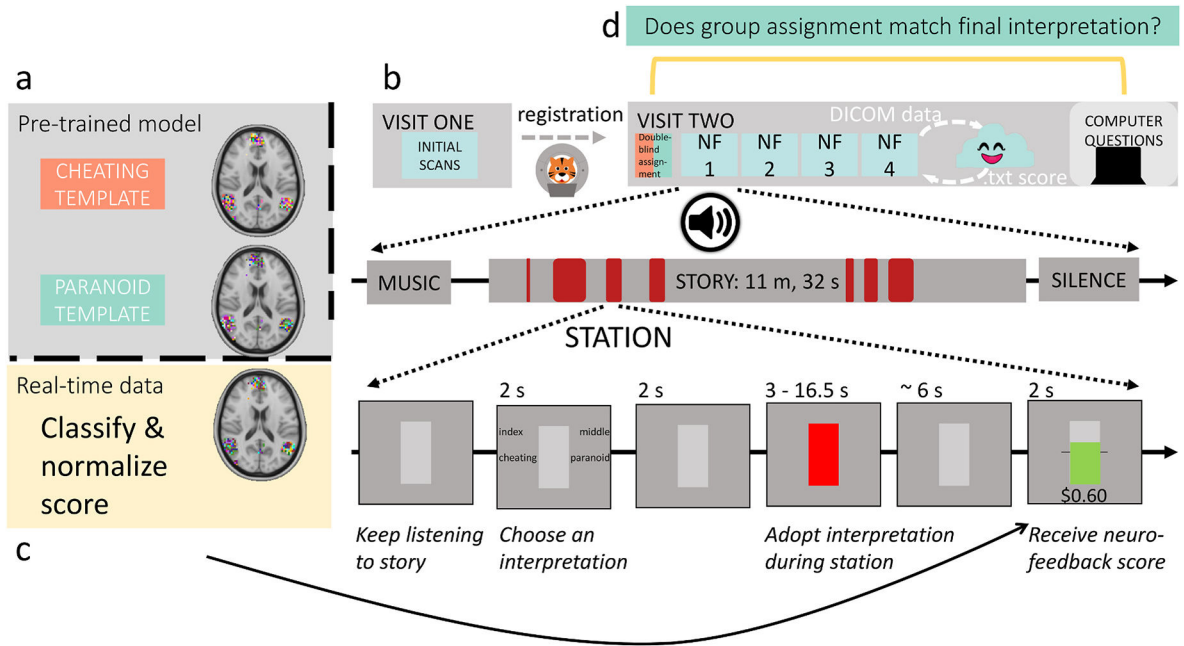 d
Does group assignment match final interpretation?
a
Pre-trained model
CHEATING
TEMPLATE
PARANOID
TEMPLATE
Real-time data
Classify &
normalize
score
c
b
VISIT ONE
INITIAL
SCANS
registration
VISIT TWO
Double-
blind
assign-
ment
NF
1
NF
2
NF
3
NF
4
DICOM data
.txt score
COMPUTER
QUESTIONS
MUSIC
STORY: 11 m, 32 s
SILENCE
STATION
2 s
2 s
3 - 16.5 s
~ 6 s
2 s
index
middle
cheating
paranoid
$0.60
Keep listening
to story
Choose an
interpretation
Adopt interpretation
during station
Receive neuro-
feedback score